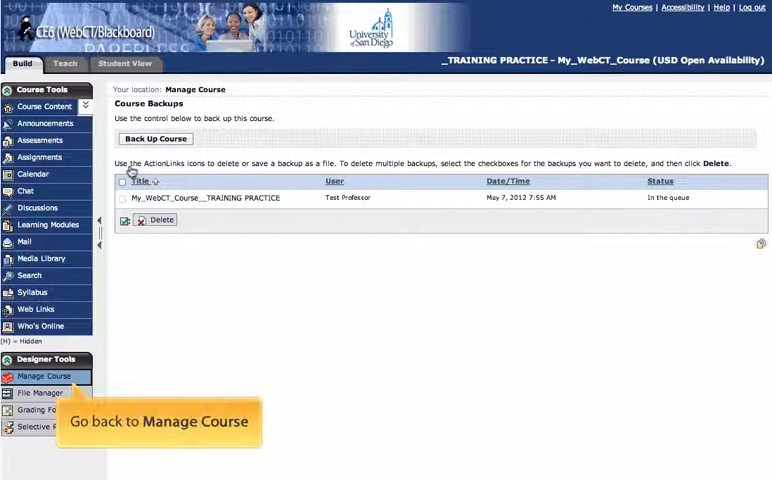 My Courses | Accessibility | Help | Log out
CE6 (WebCT/Blackboard)
University
of San Diego
Build
Teach
Student View
_TRAINING PRACTICE - My_WebCT_Course (USD Open Availability)
Course Tools
Course Content
Announcements
Assessments
Assignments
Calendar
Chat
Discussions
Learning Modules
Mail
Media Library
Search
Syllabus
Web Links
Who's Online
(H) = Hidden
Designer Tools
Manage Course
File Manager
Grading Fo
Selective R
Your location: Manage Course
Course Backups
Use the control below to back up this course.
Back Up Course
Use the ActionLinks icons to delete or save a backup as a file. To delete multiple backups, select the checkboxes for the backups you want to delete, and then click Delete.
Title User Date/Time Status
My_WebCT_Course__TRAINING PRACTICE Test Professor May 7, 2012 7:55 AM In the queue
Delete
Go back to Manage Course